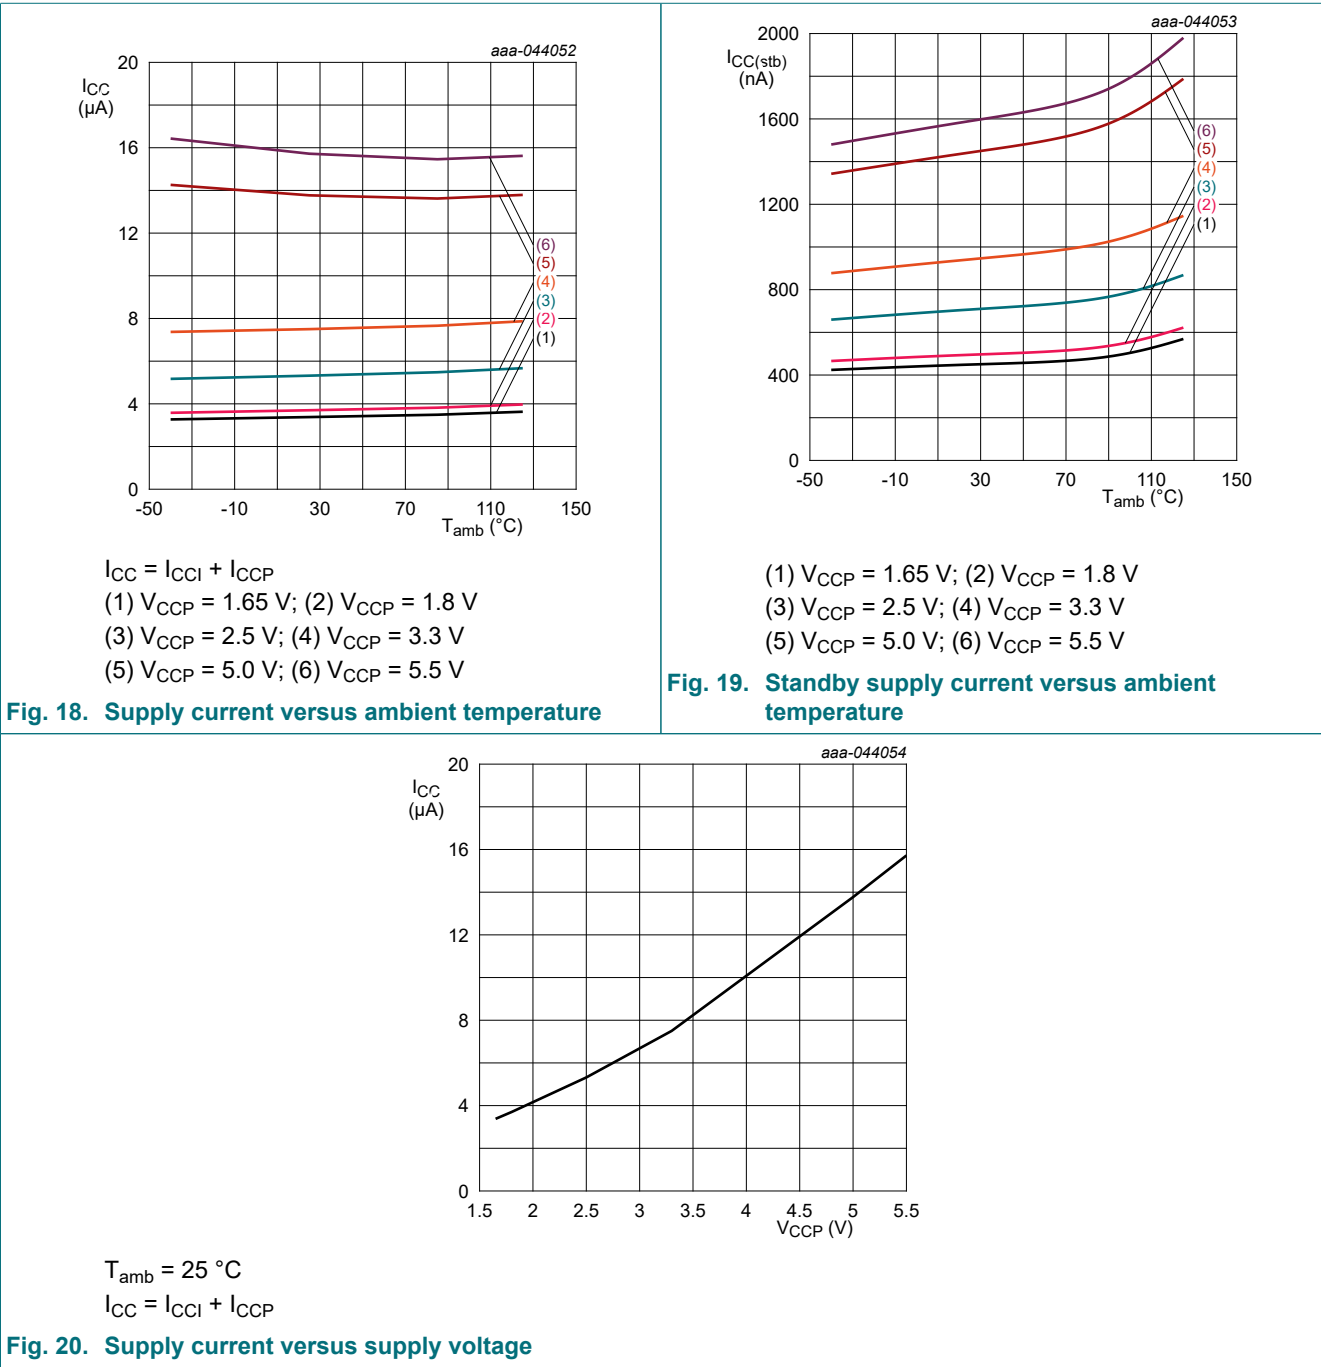 aaa-044052
20
ICC
(µA)
16
12
8
4
0
(6)
(5)
(4)
(3)
(2)
(1)
-50 -10 30 70 110 150
Tamb (°C)
ICC = ICCI + ICCP
(1) VCCP = 1.65 V; (2) VCCP = 1.8 V
(3) VCCP = 2.5 V; (4) VCCP = 3.3 V
(5) VCCP = 5.0 V; (6) VCCP = 5.5 V
Fig. 18. Supply current versus ambient temperature
aaa-044053
2000
ICC(stb)
(nA)
1600
1200
800
400
0
(6)
(5)
(4)
(3)
(2)
(1)
-50 -10 30 70 110 150
Tamb (°C)
(1) VCCP = 1.65 V; (2) VCCP = 1.8 V
(3) VCCP = 2.5 V; (4) VCCP = 3.3 V
(5) VCCP = 5.0 V; (6) VCCP = 5.5 V
Fig. 19. Standby supply current versus ambient
temperature
aaa-044054
20
ICC
(µA)
16
12
8
4
0
1.5 2 2.5 3 3.5 4 4.5 5 5.5
VCCP (V)
Tamb = 25 °C
ICC = ICCI + ICCP
Fig. 20. Supply current versus supply voltage